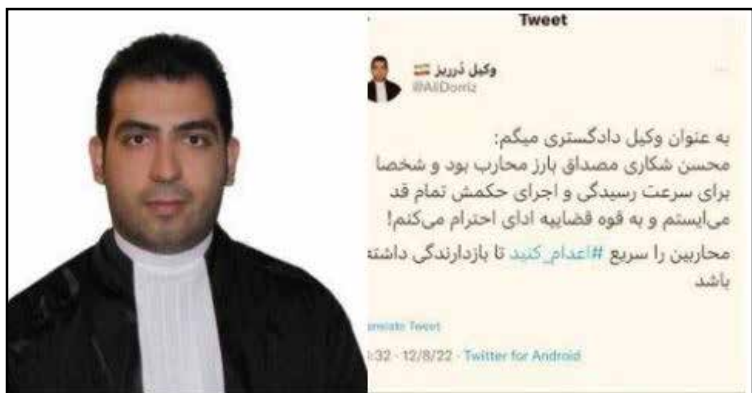 Tweet
وکیل دُرریز
@AliDorriz
به عنوان وکیل دادگستری میگم:
محسن شکاری مصداق بارز محارب بود و شخصا
برای سرعت رسیدگی و اجرای حکمش تمام قد
می‌ایستم و به قوه قضاییه ادای احترام می‌کنم!
محاربین را سریع #اعدام_کنید تا بازدارندگی داشته
باشد
Tweet
:32 · 12/8/22 · Twitter for Android